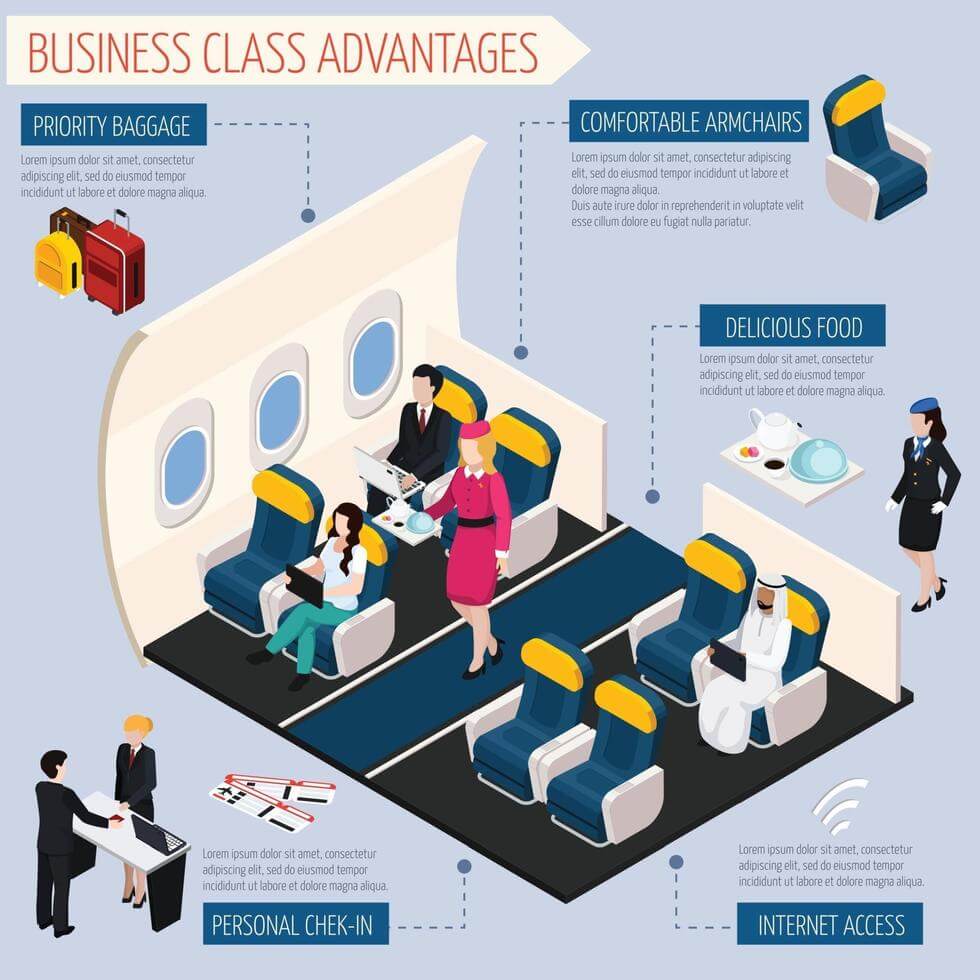 BUSINESS CLASS ADVANTAGES
PRIORITY BAGGAGE
Lorem ipsum dolor sit amet, consectetur
adipiscing elit, sed do eiusmod tempor
incididunt ut labore et dolore magna aliqua.
COMFORTABLE ARMCHAIRS
Lorem ipsum dolor sit amet, consectetur adipiscing
elit, sed do eiusmod tempor incididunt ut labore et
dolore magna aliqua.
Duis aute irure dolor in reprehenderit in voluptate velit
esse cillum dolore eu fugiat nulla pariatur.
DELICIOUS FOOD
Lorem ipsum dolor sit amet, consectetur
adipiscing elit, sed do eiusmod tempor
incididunt ut labore et dolore magna aliqua.
Lorem ipsum dolor sit amet, consectetur
adipiscing elit, sed do eiusmod tempor
incididunt ut labore et dolore magna aliqua.
PERSONAL CHEK-IN
Lorem ipsum dolor sit amet, consectetur
adipiscing elit, sed do eiusmod tempor
incididunt ut labore et dolore magna aliqua.
INTERNET ACCESS